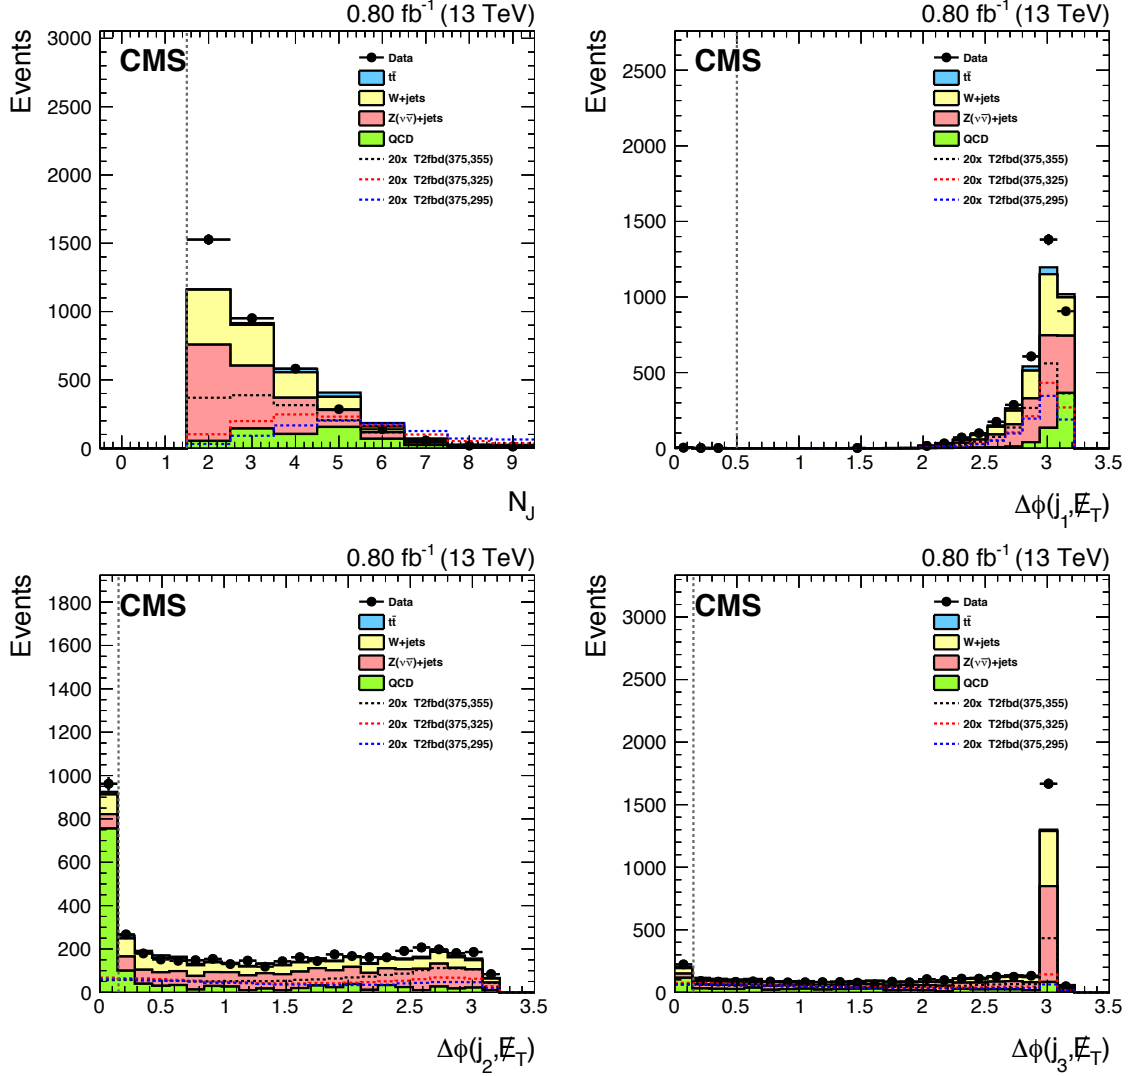 0.80 fb⁻¹ (13 TeV)
CMS
Events
3000
2500
2000
1500
1000
500
0
Data
tt̄
W+jets
Z(νν̄)+jets
QCD
20x T2fbd(375,355)
20x T2fbd(375,325)
20x T2fbd(375,295)
0 1 2 3 4 5 6 7 8 9
N_J
0.80 fb⁻¹ (13 TeV)
CMS
Events
2500
2000
1500
1000
500
0
Data
tt̄
W+jets
Z(νν̄)+jets
QCD
20x T2fbd(375,355)
20x T2fbd(375,325)
20x T2fbd(375,295)
0 0.5 1 1.5 2 2.5 3 3.5
Δϕ(j_1,E̸_T)
0.80 fb⁻¹ (13 TeV)
CMS
Events
1800
1600
1400
1200
1000
800
600
400
200
0
Data
tt̄
W+jets
Z(νν̄)+jets
QCD
20x T2fbd(375,355)
20x T2fbd(375,325)
20x T2fbd(375,295)
0 0.5 1 1.5 2 2.5 3 3.5
Δϕ(j_2,E̸_T)
0.80 fb⁻¹ (13 TeV)
CMS
Events
3000
2500
2000
1500
1000
500
0
Data
tt̄
W+jets
Z(νν̄)+jets
QCD
20x T2fbd(375,355)
20x T2fbd(375,325)
20x T2fbd(375,295)
0 0.5 1 1.5 2 2.5 3 3.5
Δϕ(j_3,E̸_T)